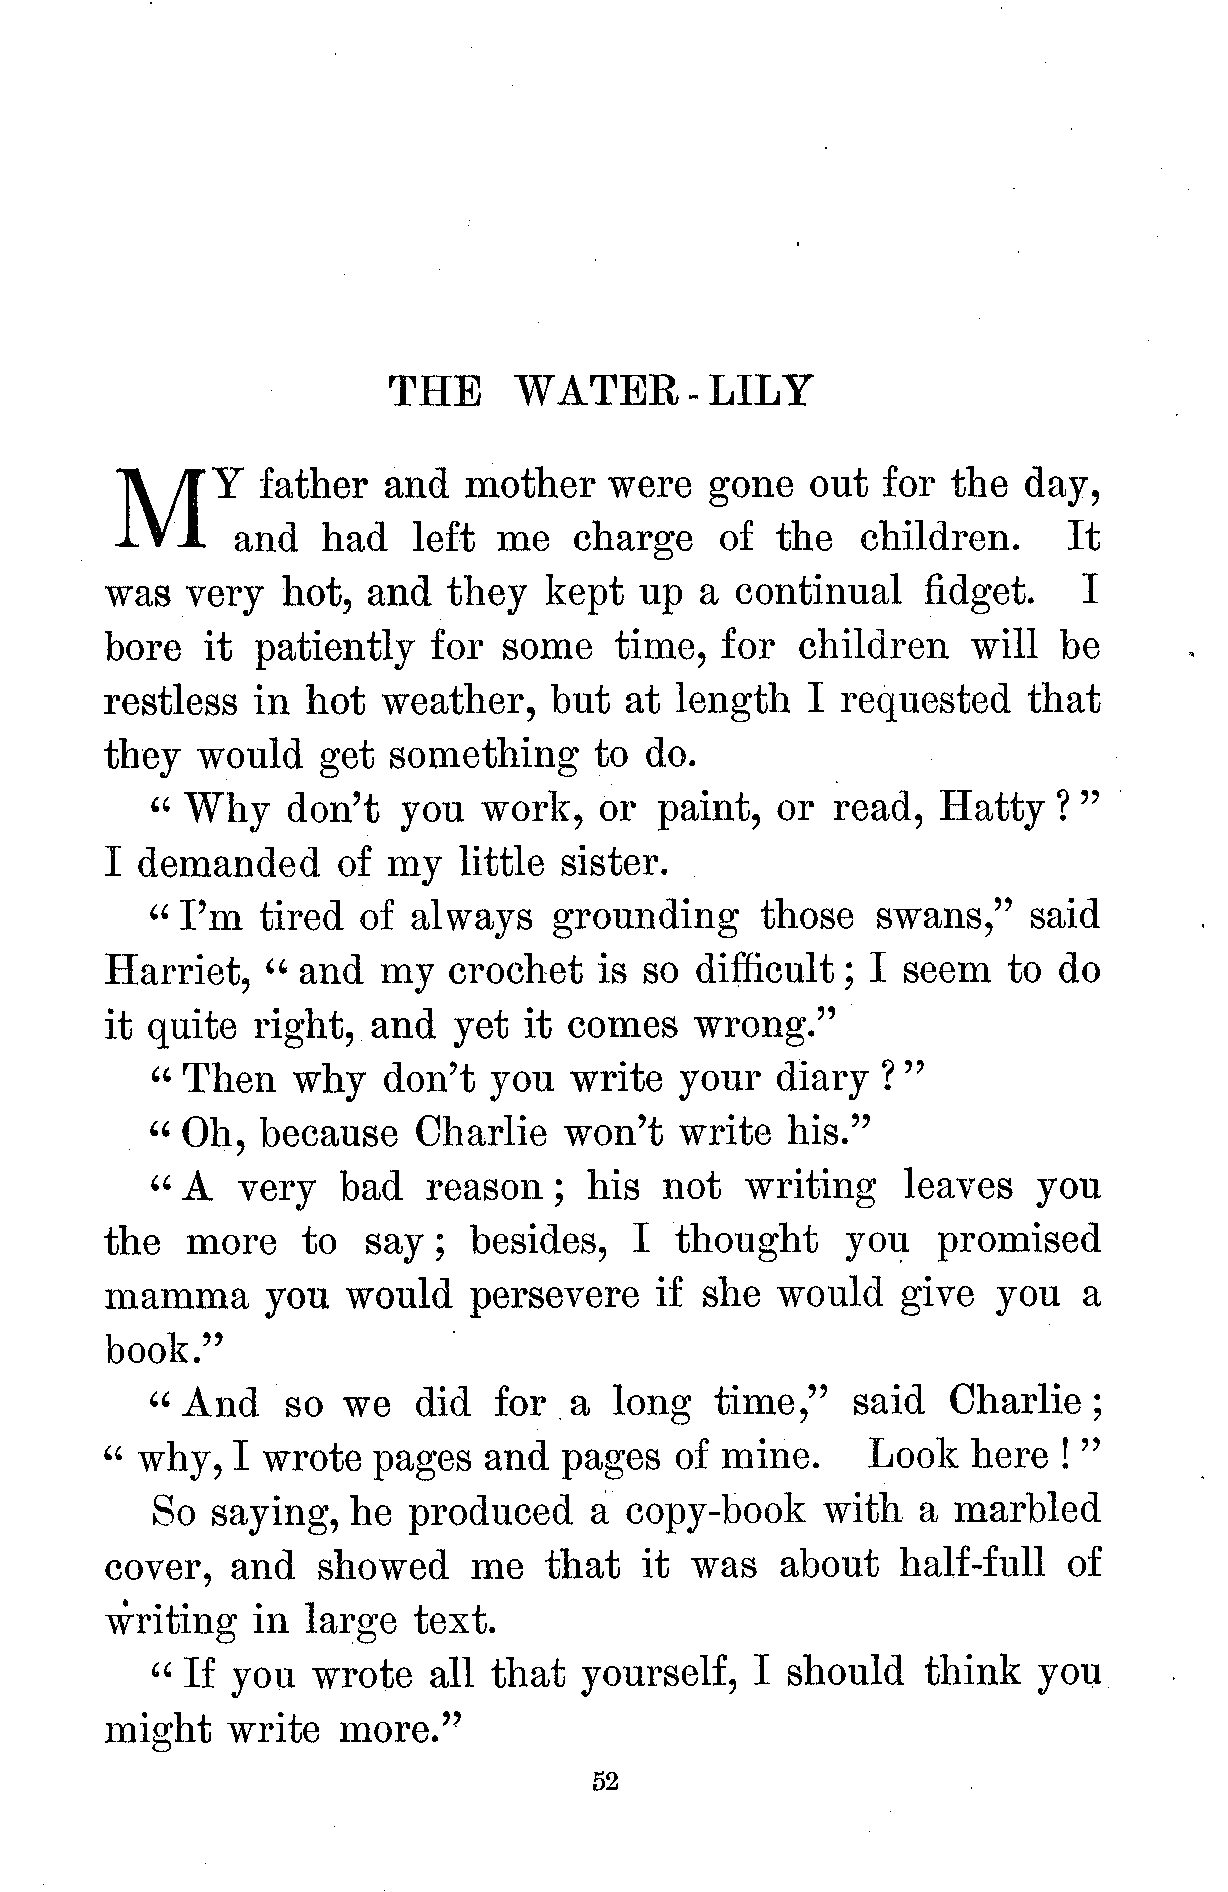 THE WATER-LILY
MY father and mother were gone out for the day,
and had left me charge of the children. It
was very hot, and they kept up a continual fidget. I
bore it patiently for some time, for children will be
restless in hot weather, but at length I requested that
they would get something to do.
“Why don’t you work, or paint, or read, Hatty?”
I demanded of my little sister.
“I’m tired of always grounding those swans,” said
Harriet, “and my crochet is so difficult; I seem to do
it quite right, and yet it comes wrong.”
“Then why don’t you write your diary?”
“Oh, because Charlie won’t write his.”
“A very bad reason; his not writing leaves you
the more to say; besides, I thought you promised
mamma you would persevere if she would give you a
book.”
“And so we did for a long time,” said Charlie;
“why, I wrote pages and pages of mine. Look here!”
So saying, he produced a copy-book with a marbled
cover, and showed me that it was about half-full of
writing in large text.
“If you wrote all that yourself, I should think you
might write more.”
52